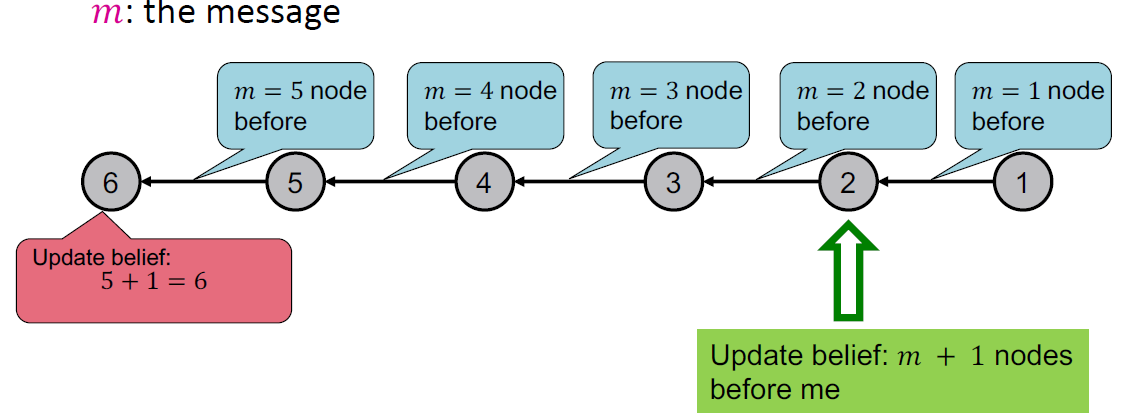 m: the message
m = 5 node
before
m = 4 node
before
m = 3 node
before
m = 2 node
before
m = 1 node
before
6
5
4
3
2
1
Update belief:
5 + 1 = 6
Update belief: m + 1 nodes
before me